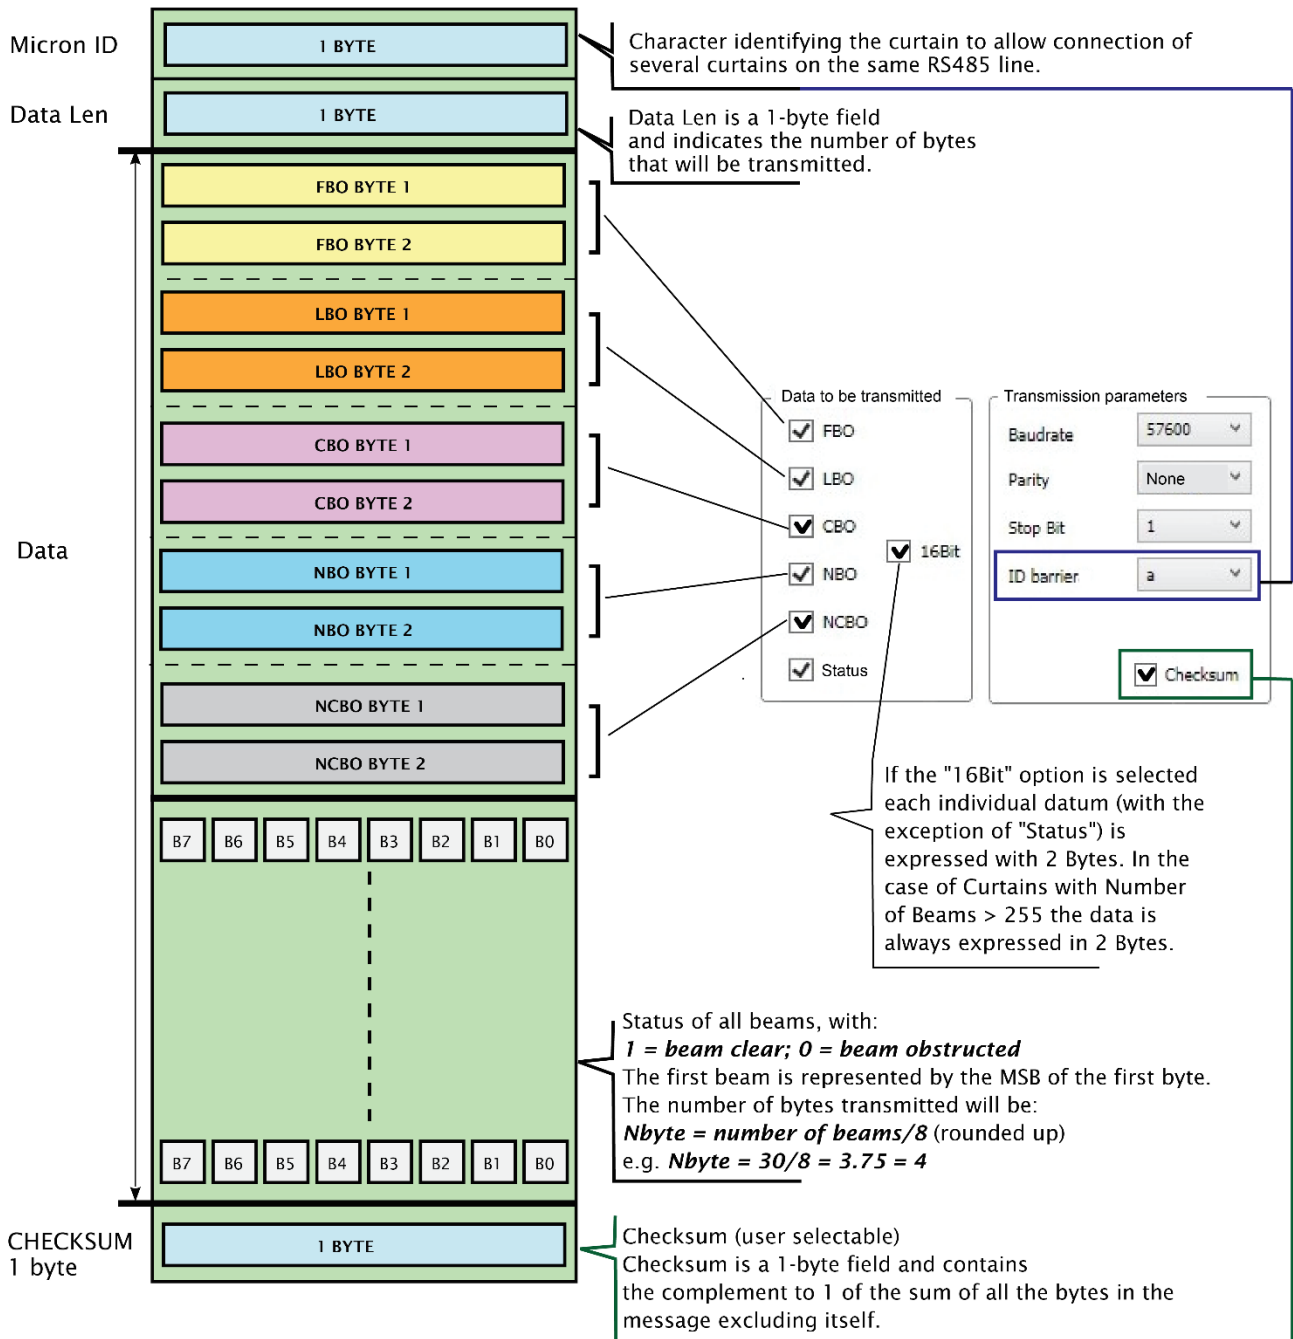 Micron ID
1 BYTE
Character identifying the curtain to allow connection of
several curtains on the same RS485 line.
Data Len
1 BYTE
Data Len is a 1-byte field
and indicates the number of bytes
that will be transmitted.
FBO BYTE 1
FBO BYTE 2
LBO BYTE 1
LBO BYTE 2
CBO BYTE 1
CBO BYTE 2
Data
NBO BYTE 1
NBO BYTE 2
NCBO BYTE 1
NCBO BYTE 2
Data to be transmitted
FBO
LBO
CBO
16Bit
NBO
NCBO
Status
Transmission parameters
Baudrate 57600
Parity None
Stop Bit 1
ID barrier a
Checksum
If the "16Bit" option is selected
each individual datum (with the
exception of "Status") is
expressed with 2 Bytes. In the
case of Curtains with Number
of Beams > 255 the data is
always expressed in 2 Bytes.
B7 B6 B5 B4 B3 B2 B1 B0
Status of all beams, with:
1 = beam clear; 0 = beam obstructed
The first beam is represented by the MSB of the first byte.
The number of bytes transmitted will be:
Nbyte = number of beams/8 (rounded up)
e.g. Nbyte = 30/8 = 3.75 = 4
B7 B6 B5 B4 B3 B2 B1 B0
CHECKSUM
1 byte
1 BYTE
Checksum (user selectable)
Checksum is a 1-byte field and contains
the complement to 1 of the sum of all the bytes in the
message excluding itself.